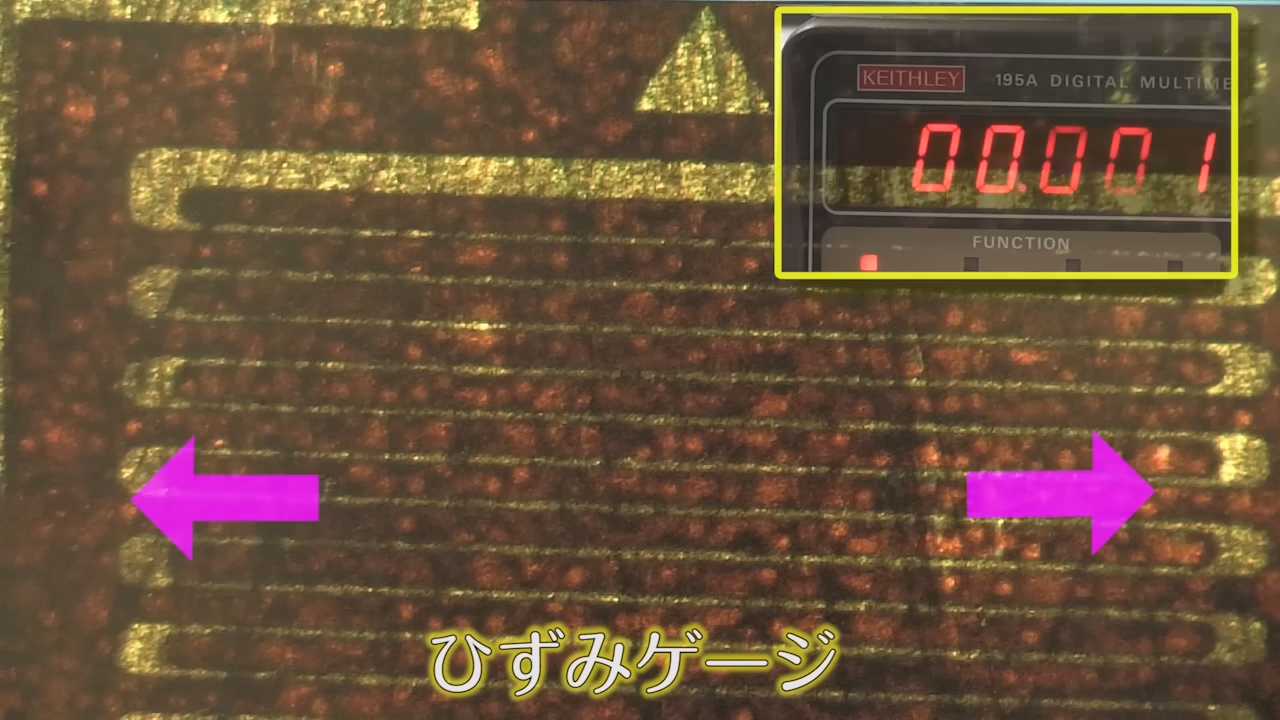 KEITHLEY 195A DIGITAL MULTIME
00.001
FUNCTION
ひずみゲージ